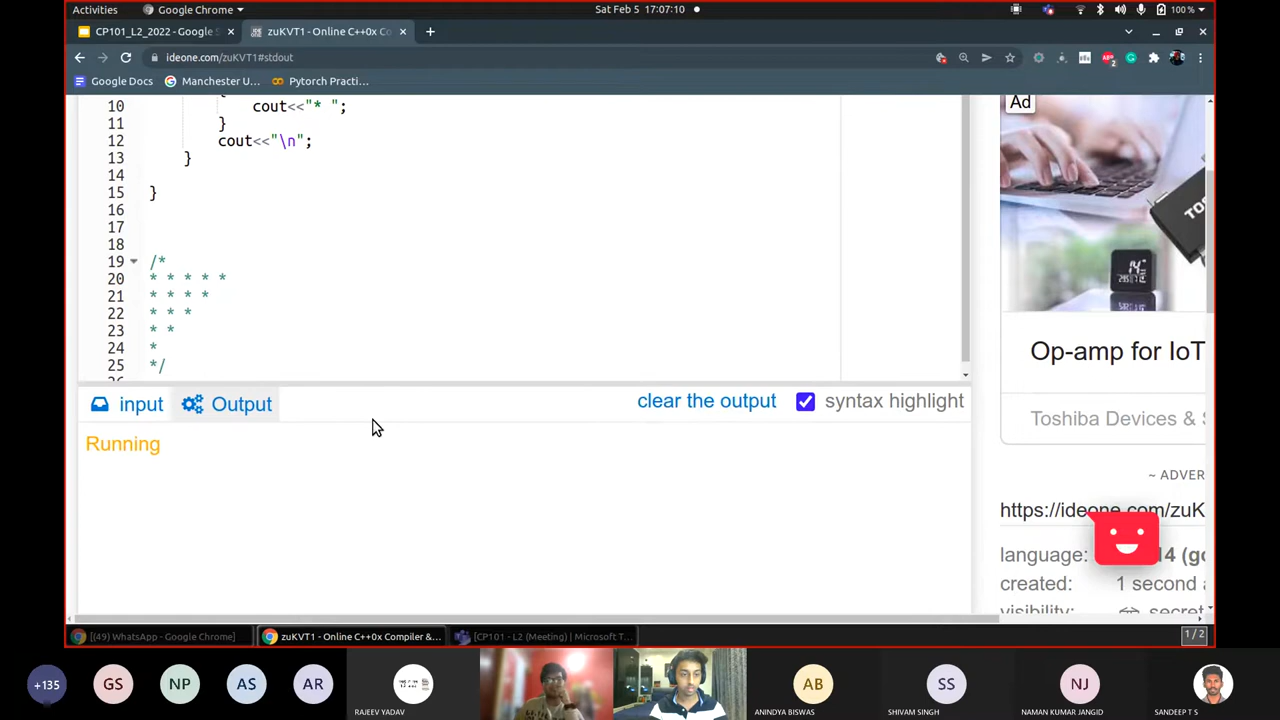 Activities
Google Chrome
Sat Feb 5 17:07:10
100 %
CP101_L2_2022 - Google
zuKVT1 - Online C++0x Co
ideone.com/zuKVT1#stdout
Google Docs
Manchester U...
Pytorch Practi...
10 cout<<"* ";
11 }
12 cout<<"\n";
13 }
14
15 }
16
17
18
19 /*
20 * * * * *
21 * * * *
22 * * *
23 * *
24 *
25 */
input
Output
clear the output
syntax highlight
Running
Ad
TOS
14
Op-amp for IoT
Toshiba Devices &
~ ADVER
https://ideone.com/zuK
language: 14
created: 1 second
visibility:
[(49) WhatsApp - Google Chrome]
zuKVT1 - Online C++0x Compiler &...
[CP101 - L2 (Meeting) | Microsoft T...
1 / 2
+135
GS
NP
AS
AR
RAJEEV YADAV
AB
ANINDYA BISWAS
SS
SHIVAM SINGH
NJ
NAMAN KUMAR JANGID
SANDEEP T S